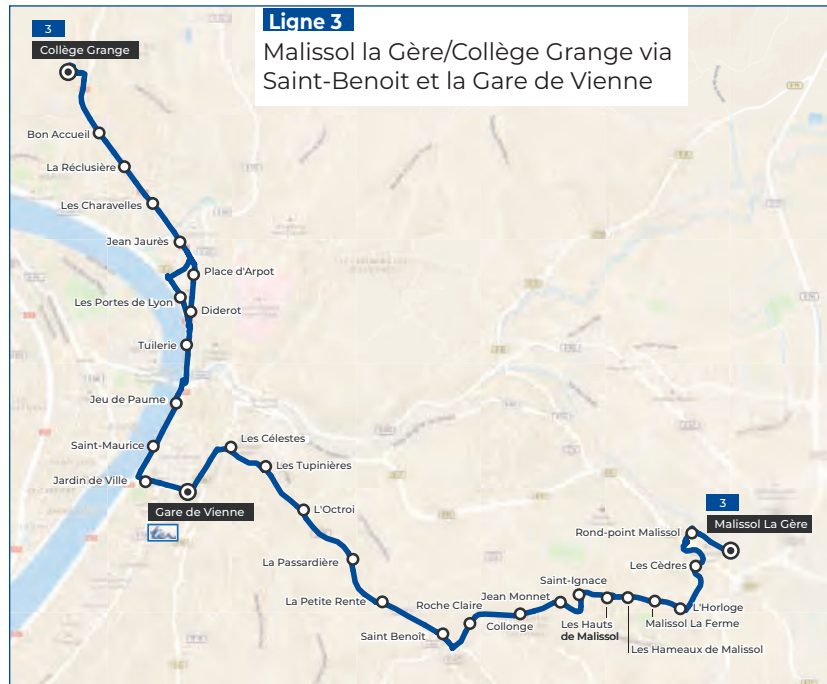 Ligne 3
Malissol la Gère/Collège Grange via
Saint-Benoit et la Gare de Vienne
3
Collège Grange
Bon Accueil
La Réclusière
Les Charavelles
Jean Jaurès
Place d'Arpot
Les Portes de Lyon
Diderot
Tuilerie
Jeu de Paume
Saint-Maurice
Jardin de Ville
Gare de Vienne
ter
Les Célestes
Les Tupinières
L'Octroi
La Passardière
La Petite Rente
Saint Benoît
Roche Claire
Collonge
Jean Monnet
Saint-Ignace
Les Hauts
de Malissol
Les Hameaux de Malissol
Malissol La Ferme
L'Horloge
Les Cèdres
Rond-point Malissol
3
Malissol La Gère